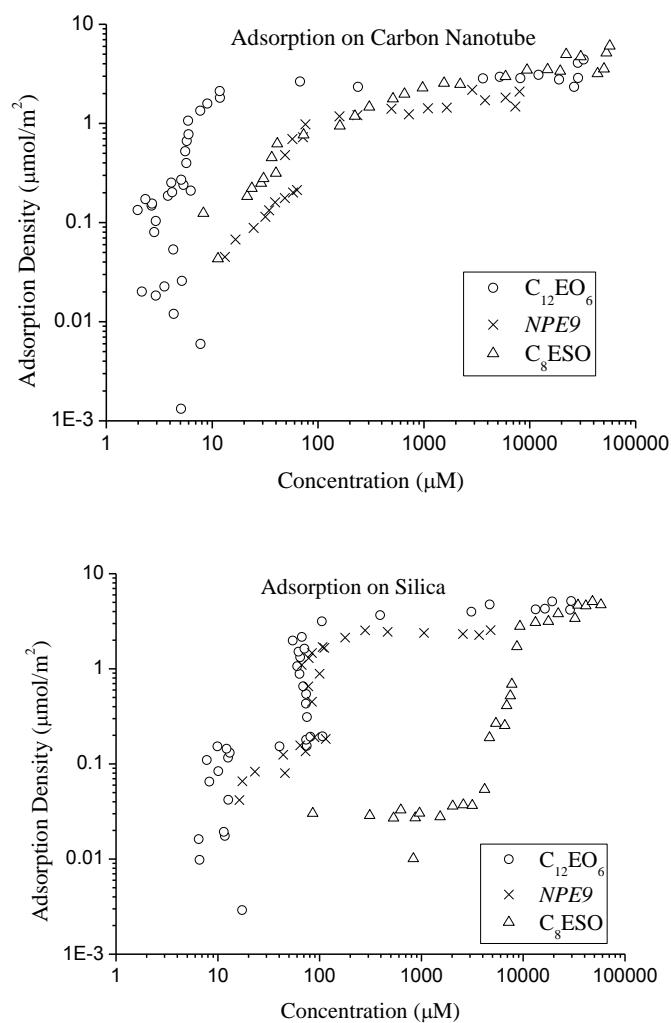 Adsorption on Carbon Nanotube
Adsorption Density (μmol/m²)
10
1
0.1
0.01
1E-3
C₁₂EO₆
NPE9
C₈ESO
1 10 100 1000 10000 100000
Concentration (μM)
Adsorption on Silica
Adsorption Density (μmol/m²)
10
1
0.1
0.01
1E-3
C₁₂EO₆
NPE9
C₈ESO
1 10 100 1000 10000 100000
Concentration (μM)